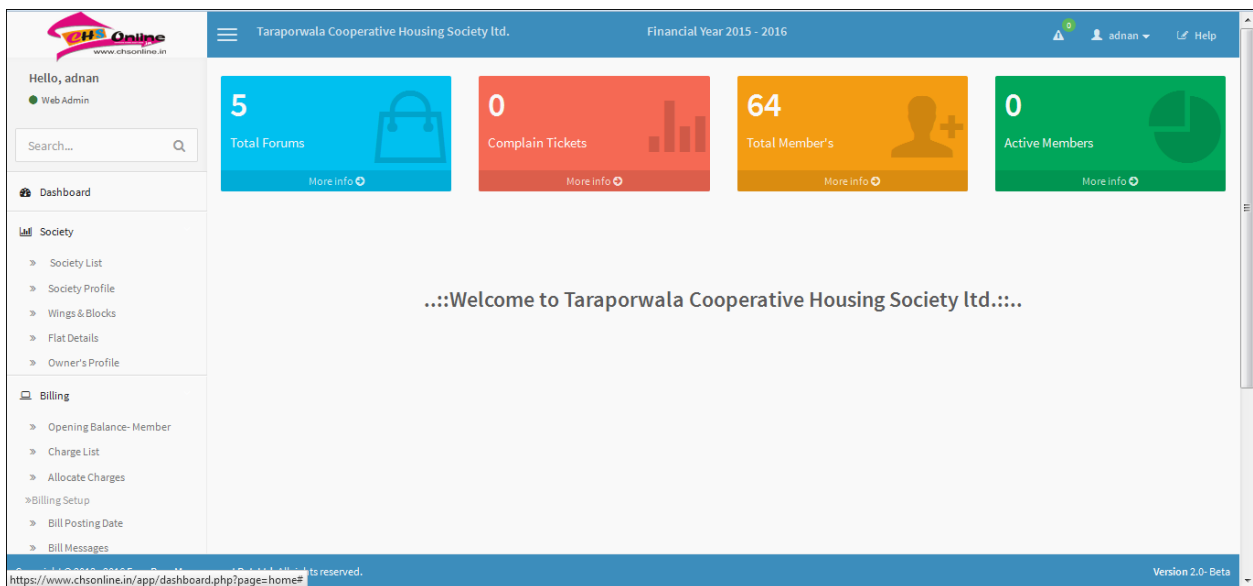 CHS Online
www.chsonline.in
Taraporwala Cooperative Housing Society ltd.
Financial Year 2015 - 2016
0
adnan
Help
Hello, adnan
Web Admin
Search...
Dashboard
Society
» Society List
» Society Profile
» Wings & Blocks
» Flat Details
» Owner's Profile
Billing
» Opening Balance- Member
» Charge List
» Allocate Charges
»Billing Setup
» Bill Posting Date
» Bill Messages
5
Total Forums
More info
0
Complain Tickets
More info
64
Total Member's
More info
0
Active Members
More info
..::Welcome to Taraporwala Cooperative Housing Society ltd.::..
reserved.
Version 2.0- Beta
https://www.chsonline.in/app/dashboard.php?page=home#